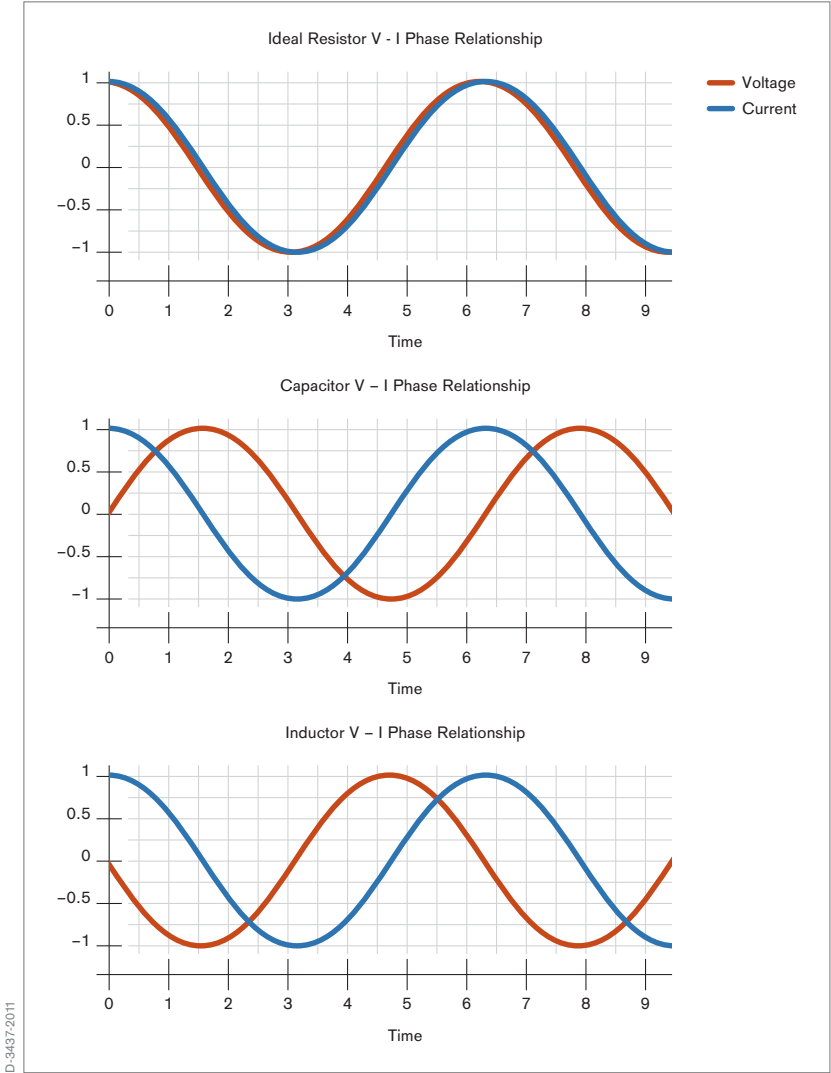 Ideal Resistor V - I Phase Relationship
1
0.5
0
−0.5
−1
0 1 2 3 4 5 6 7 8 9
Time
Voltage
Current
Capacitor V – I Phase Relationship
1
0.5
0
−0.5
−1
0 1 2 3 4 5 6 7 8 9
Time
Inductor V – I Phase Relationship
1
0.5
0
−0.5
−1
0 1 2 3 4 5 6 7 8 9
Time
D-3437-2011